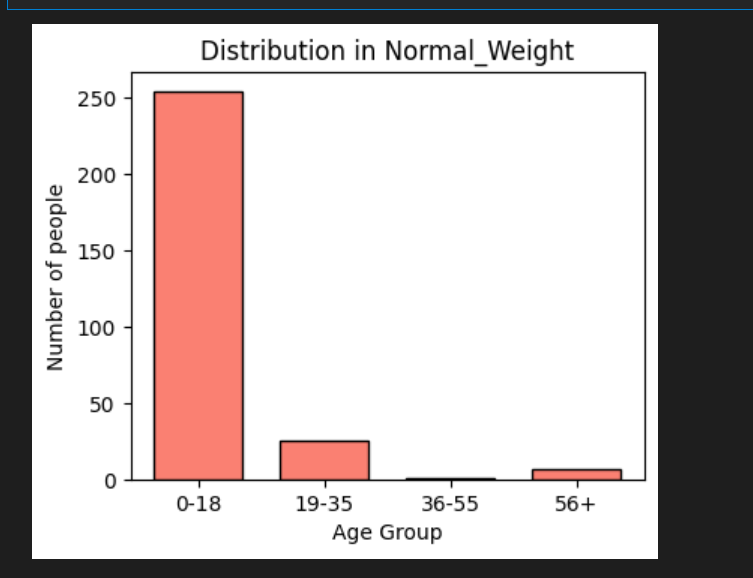 Distribution in Normal_Weight
250
200
150
100
50
0
Number of people
0-18 19-35 36-55 56+
Age Group